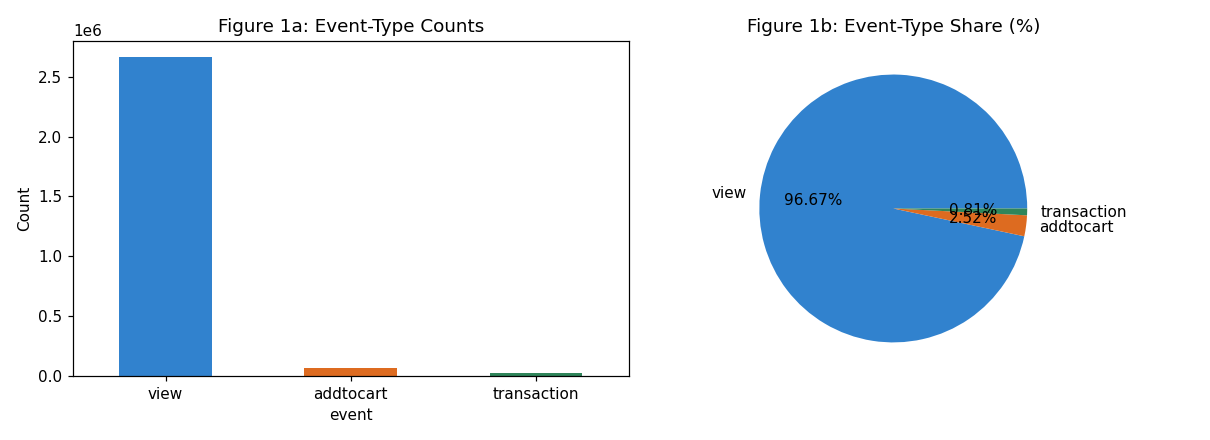 Figure 1a: Event-Type Counts
1e6
2.5
2.0
1.5
1.0
0.5
0.0
Count
view
addtocart
transaction
event
Figure 1b: Event-Type Share (%)
view
96.67%
0.81%
2.52%
transaction
addtocart